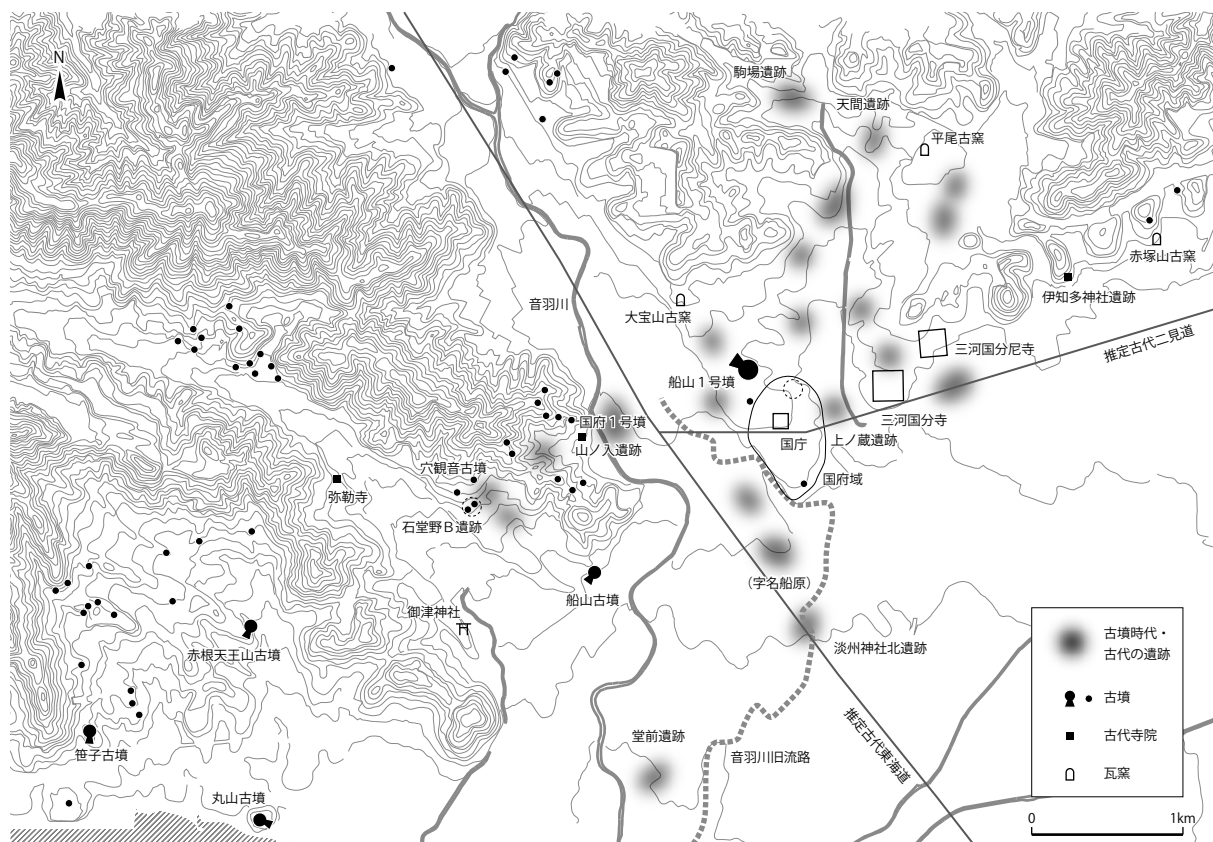 N
駒場遺跡
天間遺跡
平尾古窯
赤塚山古窯
伊知多神社遺跡
音羽川
大宝山古窯
三河国分尼寺
推定古代二見道
船山1号墳
三河国分寺
国府1号墳
山ノ入遺跡
国庁
上ノ蔵遺跡
穴観音古墳
国府域
弥勒寺
石堂野B遺跡
（字名船原）
船山古墳
御津神社
赤根天王山古墳
淡州神社北遺跡
笹子古墳
堂前遺跡
推定古代東海道
音羽川旧流路
丸山古墳
古墳時代・
古代の遺跡
古墳
古代寺院
瓦窯
0
1km